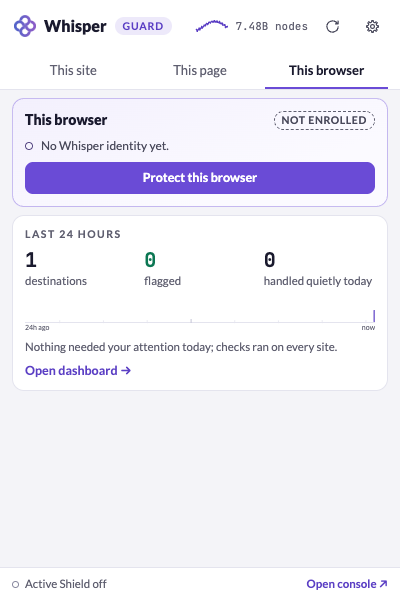 Whisper GUARD 7.48B nodes
This site This page This browser
This browser NOT ENROLLED
No Whisper identity yet.
Protect this browser
LAST 24 HOURS
1 0 0
destinations flagged handled quietly today
24h ago now
Nothing needed your attention today; checks ran on every site.
Open dashboard →
Active Shield off Open console ↗